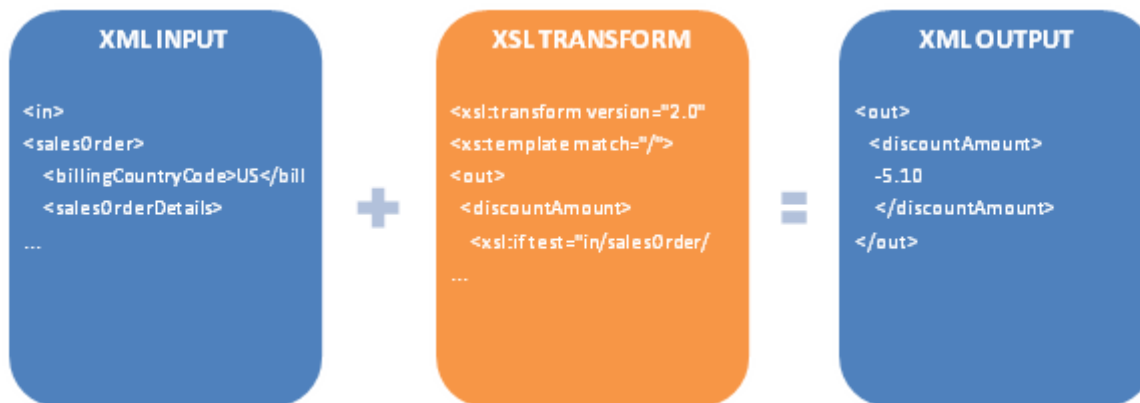 XML INPUT
<in>
<salesOrder>
<billingCountryCode>US</bill
<salesOrderDetails>
...
+
XSL TRANSFORM
<xsl:transform version="2.0"
<xs:template match="/">
<out>
<discountAmount>
<xsl:if test="in/salesOrder/
...
=
XML OUTPUT
<out>
<discountAmount>
-5.10
</discountAmount>
</out>